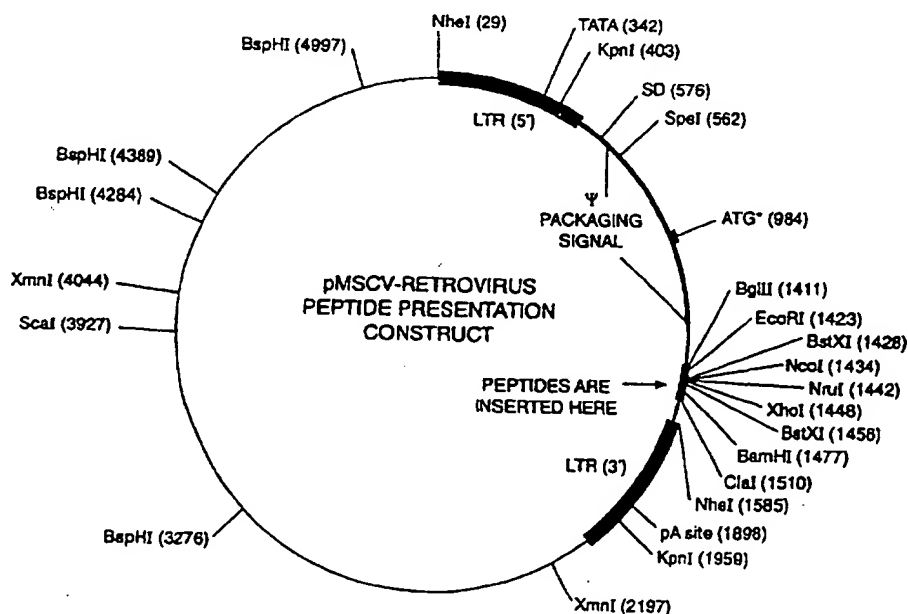 NheI (29)
TATA (342)
KpnI (403)
BspHI (4997)
SD (576)
SpeI (562)
LTR (5')
BspHI (4389)
BspHI (4284)
Ψ
PACKAGING
SIGNAL
ATG* (984)
XmnI (4044)
ScaI (3927)
pMSCV-RETROVIRUS
PEPTIDE PRESENTATION
CONSTRUCT
BglII (1411)
EcoRI (1423)
BstXI (1428)
NcoI (1434)
NruI (1442)
XhoI (1448)
BstXI (1456)
BamHI (1477)
ClaI (1510)
NheI (1585)
PEPTIDES ARE
INSERTED HERE
LTR (3')
pA site (1898)
KpnI (1959)
BspHI (3276)
XmnI (2197)